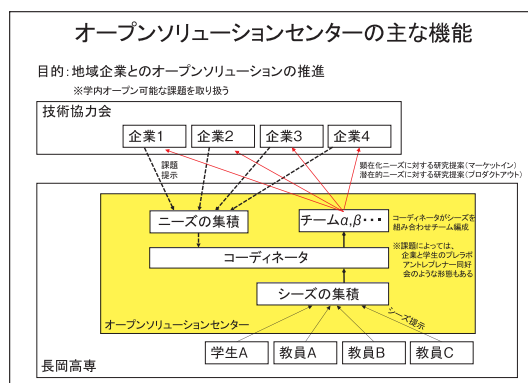 オープンソリューションセンターの主な機能
目的:地域企業とのオープンソリューションの推進
※学内オープン可能な課題を取り扱う
技術協力会
企業1
企業2
企業3
企業4
課題
提示
顕在化ニーズに対する研究提案(マーケットイン)
潜在的ニーズに対する研究提案(プロダクトアウト)
ニーズの集積
チームα,β・・・
コーディネータがシーズを
組み合わせチーム編成
コーディネータ
※課題によっては、
企業と学生のプレラボ
アントレプレナー同好
会のような形態もある
シーズの集積
オープンソリューションセンター
シーズ提示
学生A
教員A
教員B
教員C
長岡高専